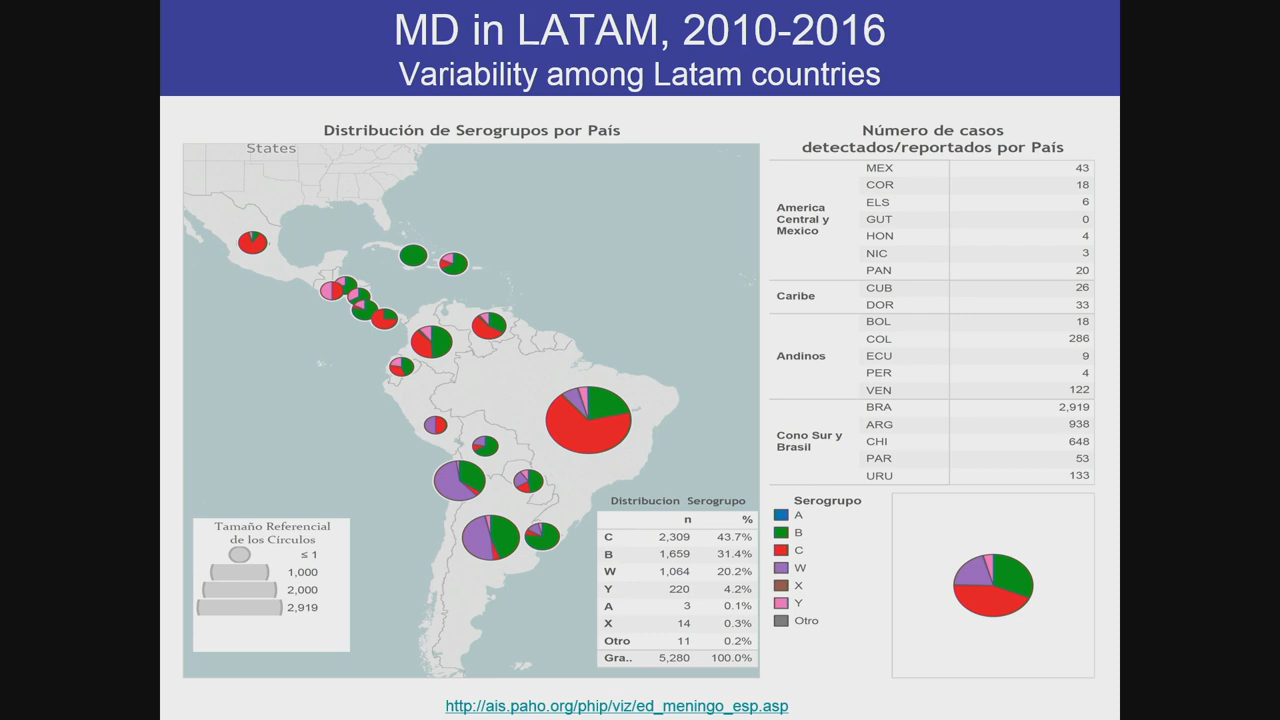 MD in LATAM, 2010-2016
Variability among Latam countries
Distribución de Serogrupos por País
States
Tamaño Referencial
de los Círculos
≤ 1
1,000
2,000
2,919
Distribucion Serogrupo
n %
C 2,309 43.7%
B 1,659 31.4%
W 1,064 20.2%
Y 220 4.2%
A 3 0.1%
X 14 0.3%
Otro 11 0.2%
Gra.. 5,280 100.0%
Número de casos
detectados/reportados por País
America
Central y
Mexico
MEX 43
COR 18
ELS 6
GUT 0
HON 4
NIC 3
PAN 20
Caribe
CUB 26
DOR 33
Andinos
BOL 18
COL 286
ECU 9
PER 4
VEN 122
Cono Sur y
Brasil
BRA 2,919
ARG 938
CHI 648
PAR 53
URU 133
Serogrupo
A
B
C
W
X
Y
Otro
http://ais.paho.org/phip/viz/ed_meningo_esp.asp